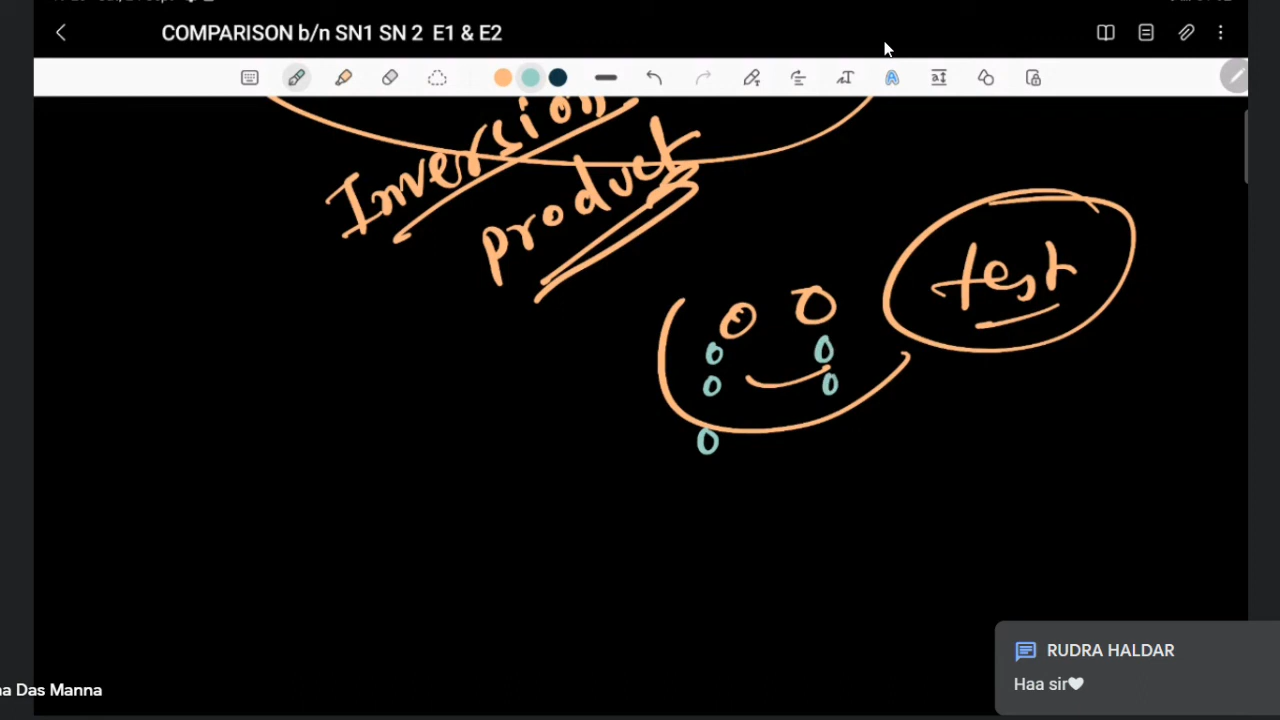 COMPARISON b/n SN1 SN 2 E1 & E2
Inversion
product
test
RUDRA HALDAR
Haa sir🤍
Das Manna